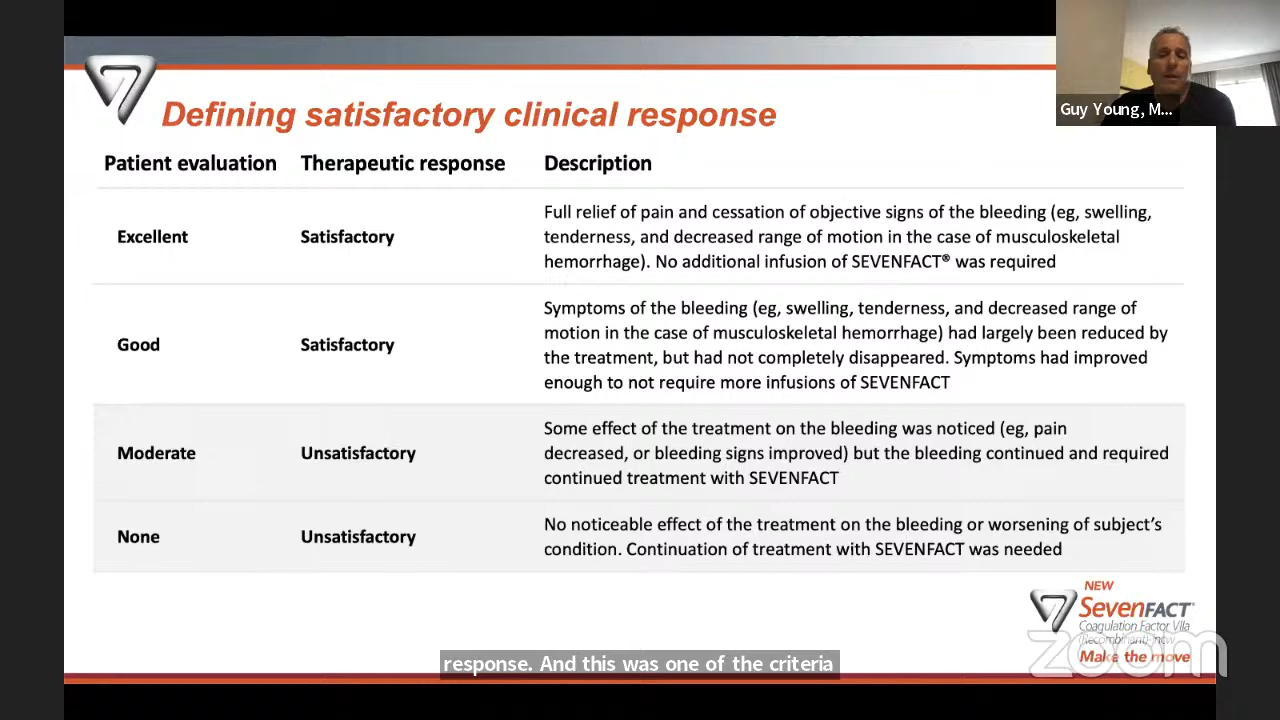 Guy Young, M...
Defining satisfactory clinical response
Patient evaluation Therapeutic response Description
Excellent Satisfactory Full relief of pain and cessation of objective signs of the bleeding (eg, swelling,
tenderness, and decreased range of motion in the case of musculoskeletal
hemorrhage). No additional infusion of SEVENFACT® was required
Good Satisfactory Symptoms of the bleeding (eg, swelling, tenderness, and decreased range of
motion in the case of musculoskeletal hemorrhage) had largely been reduced by
the treatment, but had not completely disappeared. Symptoms had improved
enough to not require more infusions of SEVENFACT
Moderate Unsatisfactory Some effect of the treatment on the bleeding was noticed (eg, pain
decreased, or bleeding signs improved) but the bleeding continued and required
continued treatment with SEVENFACT
None Unsatisfactory No noticeable effect of the treatment on the bleeding or worsening of subject's
condition. Continuation of treatment with SEVENFACT was needed
NEW
SEVENFACT
Coagulation Factor VIIa
(Recombinant)-jncw
Make the move
zoom
response. And this was one of the criteria